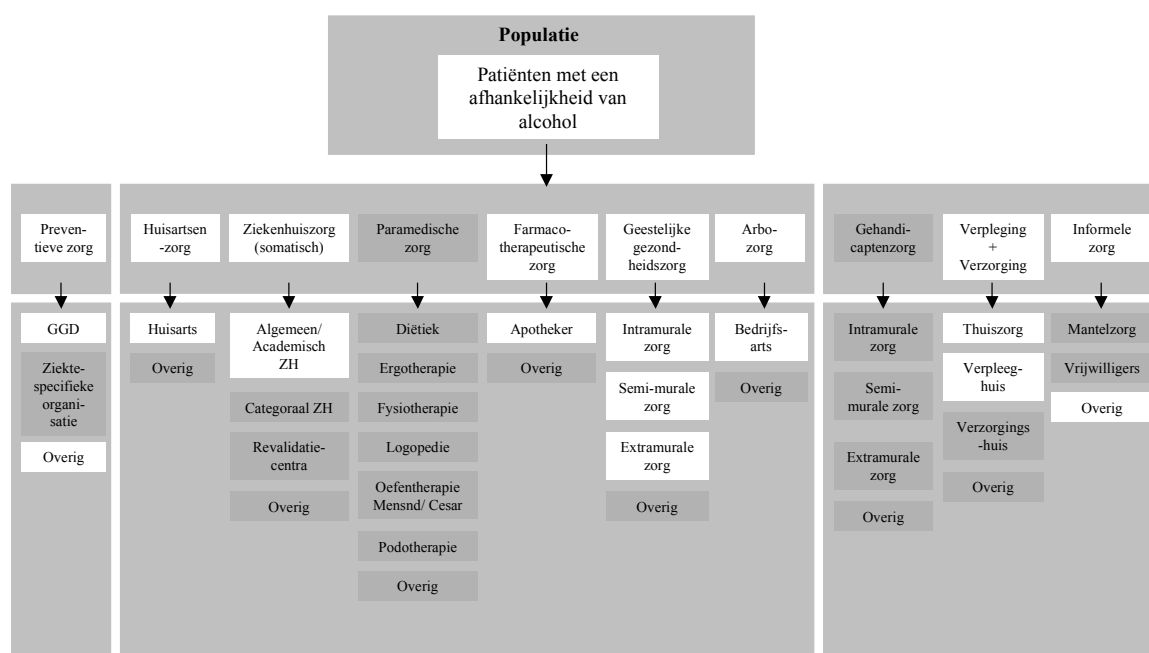 Populatie
Patiënten met een
afhankelijkheid van
alcohol
Preven-
tieve zorg
Huisartsen
-zorg
Ziekenhuiszorg
(somatisch)
Paramedische
zorg
Farmaco-
therapeutische
zorg
Geestelijke
gezond-
heidszorg
Arbo-
zorg
Gehandi-
captenzorg
Verpleging
+
Verzorging
Informele
zorg
GGD
Ziekte-
specifieke
organi-
satie
Overig
Huisarts
Overig
Algemeen/
Academisch
ZH
Categoraal ZH
Revalidatie-
centra
Overig
Diëtiek
Ergotherapie
Fysiotherapie
Logopedie
Oefentherapie
Mensnd/ Cesar
Podotherapie
Overig
Apotheker
Overig
Intramurale
zorg
Semi-murale
zorg
Extramurale
zorg
Overig
Bedrijfs-
arts
Overig
Intramurale
zorg
Semi-
murale zorg
Extramurale
zorg
Overig
Thuiszorg
Verpleeg-
huis
Verzorgings
-huis
Overig
Mantelzorg
Vrijwilligers
Overig